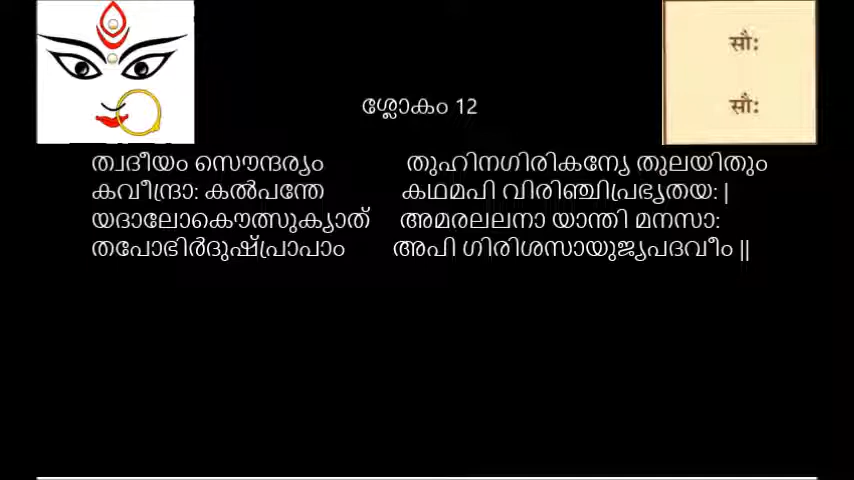 सौः
सौः
ശ്ലോകം 12
ത്വദീയം സൌന്ദര്യം തുഹിനഗിരികന്യേ തുലയിതും
കവീന്ദ്രാ: കൽപന്തേ കഥമപി വിരിഞ്ചിപ്രഭൃതയ: |
യദാലോകൌത്സുക്യാത് അമരലലനാ യാന്തി മനസാ:
തപോഭിർദുഷ്പ്രാപാം അപി ഗിരിശസായുജ്യപദവീം ||